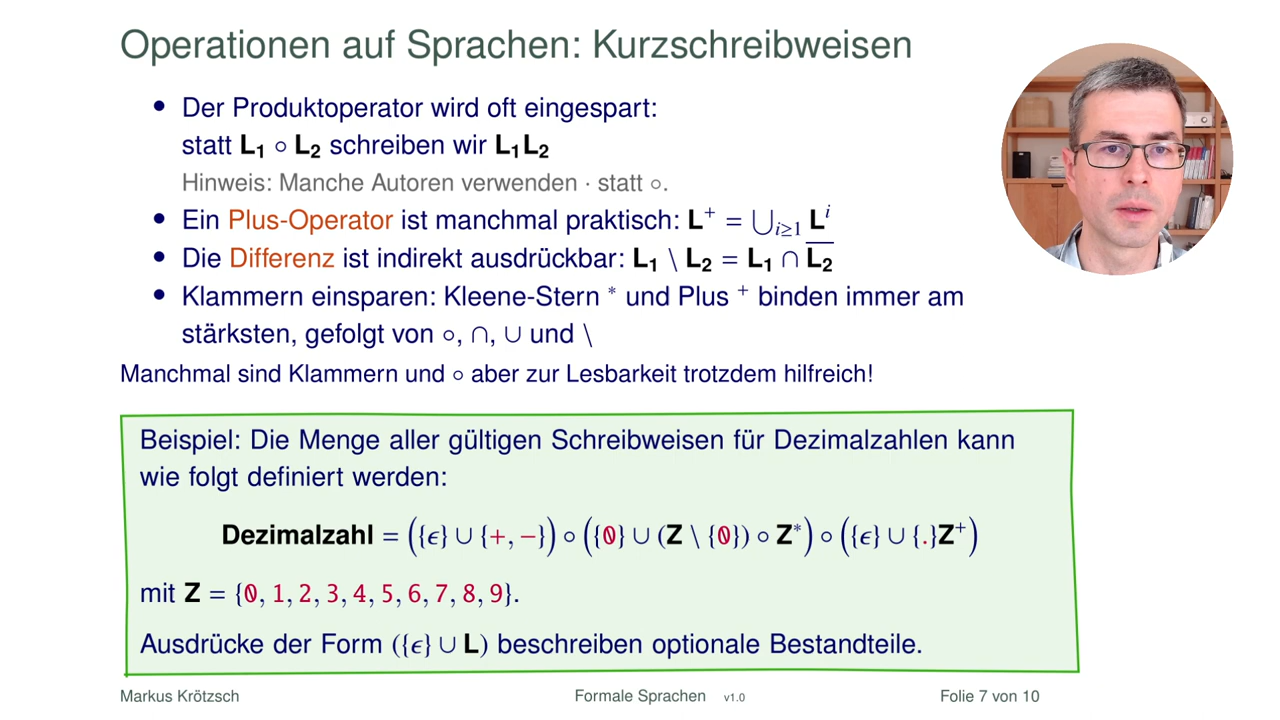 Operationen auf Sprachen: Kurzschreibweisen
• Der Produktoperator wird oft eingespart:
statt L₁ ∘ L₂ schreiben wir L₁L₂
Hinweis: Manche Autoren verwenden · statt ∘.
• Ein Plus-Operator ist manchmal praktisch: L⁺ = ⋃_{i≥1} Lⁱ
• Die Differenz ist indirekt ausdrückbar: L₁ \ L₂ = L₁ ∩ \overline{L₂}
• Klammern einsparen: Kleene-Stern * und Plus ⁺ binden immer am
stärksten, gefolgt von ∘, ∩, ∪ und \
Manchmal sind Klammern und ∘ aber zur Lesbarkeit trotzdem hilfreich!
Beispiel: Die Menge aller gültigen Schreibweisen für Dezimalzahlen kann
wie folgt definiert werden:
Dezimalzahl = ({ϵ} ∪ {+, −}) ∘ ({0} ∪ (Z \ {0}) ∘ Z*) ∘ ({ϵ} ∪ {.}Z⁺)
mit Z = {0, 1, 2, 3, 4, 5, 6, 7, 8, 9}.
Ausdrücke der Form ({ϵ} ∪ L) beschreiben optionale Bestandteile.
Markus Krötzsch Formale Sprachen v1.0 Folie 7 von 10